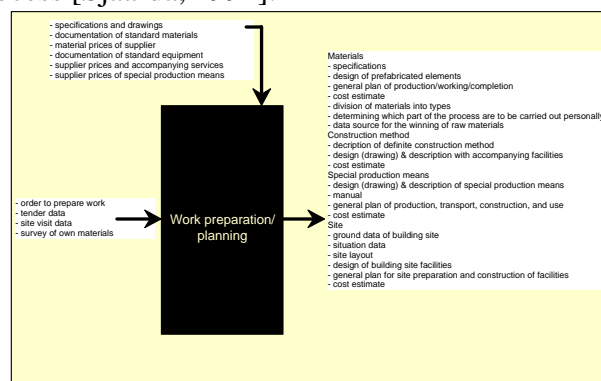 - specifications and drawings
- documentation of standard materials
- material prices of supplier
- documentation of standard equipment
- supplier prices and accompanying services
- supplier prices of special production means
- order to prepare work
- tender data
- site visit data
- survey of own materials
Work preparation/
planning
Materials
- specifications
- design of prefabricated elements
- general plan of production/working/completion
- cost estimate
- division of materials into types
- determining which part of the process are to be carried out personally
- data source for the winning of raw materials
Construction method
- decription of definite construction method
- design (drawing) & description with accompanying facilities
- cost estimate
Special production means
- design (drawing) & description of special production means
- manual
- general plan of production, transport, construction, and use
- cost estimate
Site
- ground data of building site
- situation data
- site layout
- design of building site facilities
- general plan for site preparation and construction of facilities
- cost estimate